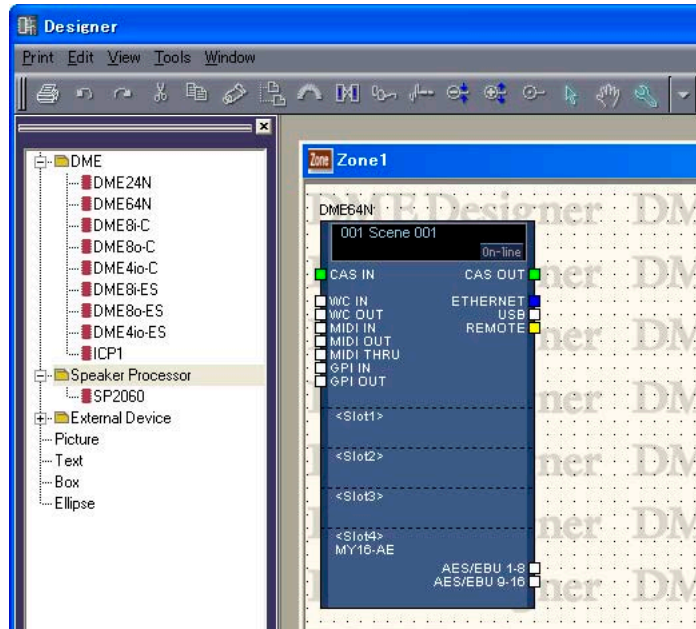 Designer
Print Edit View Tools Window
DME
DME24N
DME64N
DME8i-C
DME8o-C
DME4io-C
DME8i-ES
DME8o-ES
DME4io-ES
ICP1
Speaker Processor
SP2060
External Device
Picture
Text
Box
Ellipse
Zone Zone1
DME Designer
DME64N
001 Scene 001
On-line
CAS IN CAS OUT
WC IN ETHERNET
WC OUT USB
MIDI IN REMOTE
MIDI OUT
MIDI THRU
GPI IN
GPI OUT
<Slot1>
<Slot2>
<Slot3>
<Slot4>
MY16-AE
AES/EBU 1-8
AES/EBU 9-16